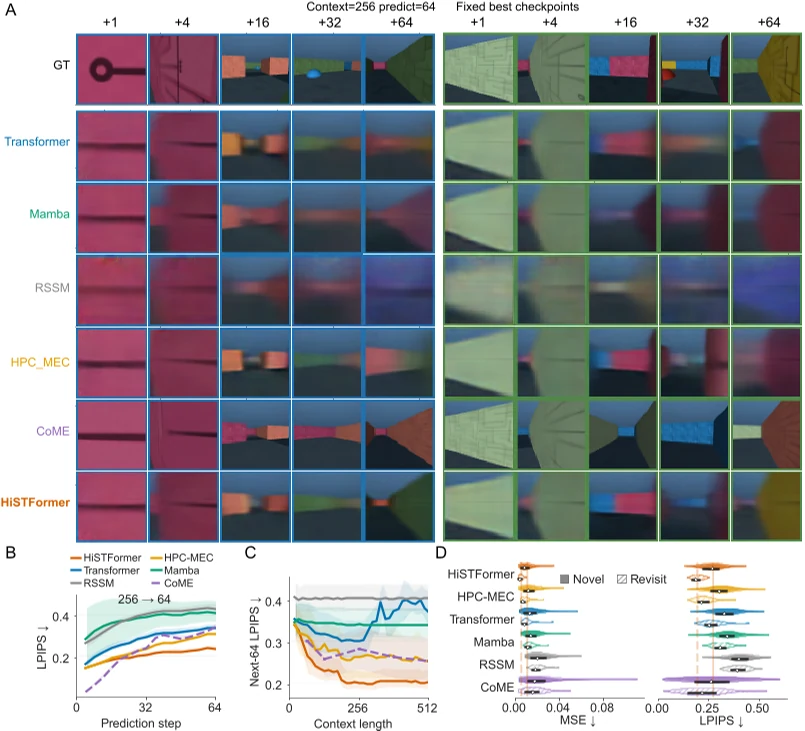 A
Context=256 predict=64 Fixed best checkpoints
+1 +4 +16 +32 +64 +1 +4 +16 +32 +64
GT
Transformer
Mamba
RSSM
HPC_MEC
CoME
HiSTFormer
B
HiSTFormer HPC-MEC
Transformer Mamba
RSSM CoME
256 → 64
LPIPS ↓
0.4
0.2
0 32 64
Prediction step
C
Next-64 LPIPS ↓
0.4
0.3
0.2
0 256 512
Context length
D
Novel Revisit
HiSTFormer
HPC-MEC
Transformer
Mamba
RSSM
CoME
0.00 0.04 0.08 0.00 0.25 0.50
MSE ↓ LPIPS ↓